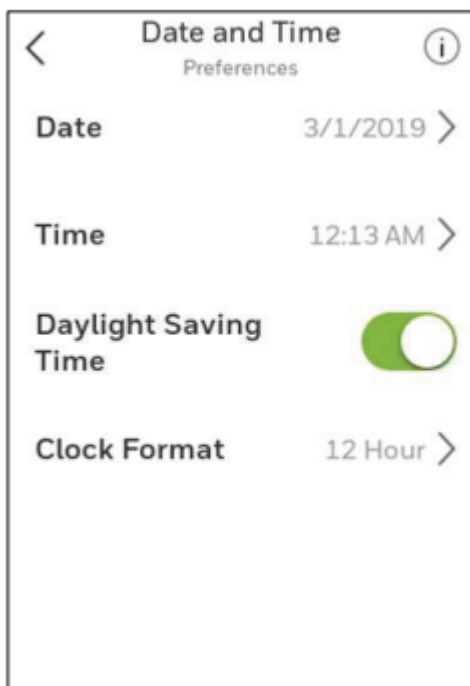 Date and Time
Preferences
Date 3/1/2019
Time 12:13 AM
Daylight Saving
Time
Clock Format 12 Hour